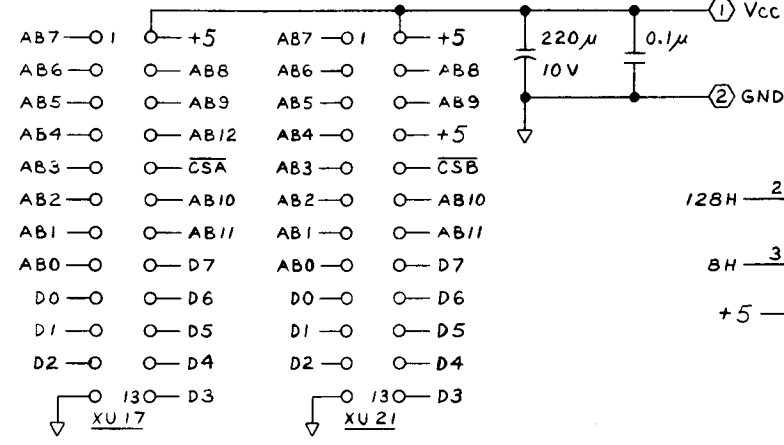 1 Vcc
AB7 1 +5 AB7 1 +5 220µ 0.1µ
AB6 AB8 AB6 AB8 10V
AB5 AB9 AB5 AB9 2 GND
AB4 AB12 AB4 +5
AB3 CSA AB3 CSB
AB2 AB10 AB2 AB10 128H 2
AB1 AB11 AB1 AB11
AB0 D7 AB0 D7 8H 3
D0 D6 D0 D6
D1 D5 D1 D5 +5
D2 D4 D2 D4
13 D3 13 D3
XU17 XU21